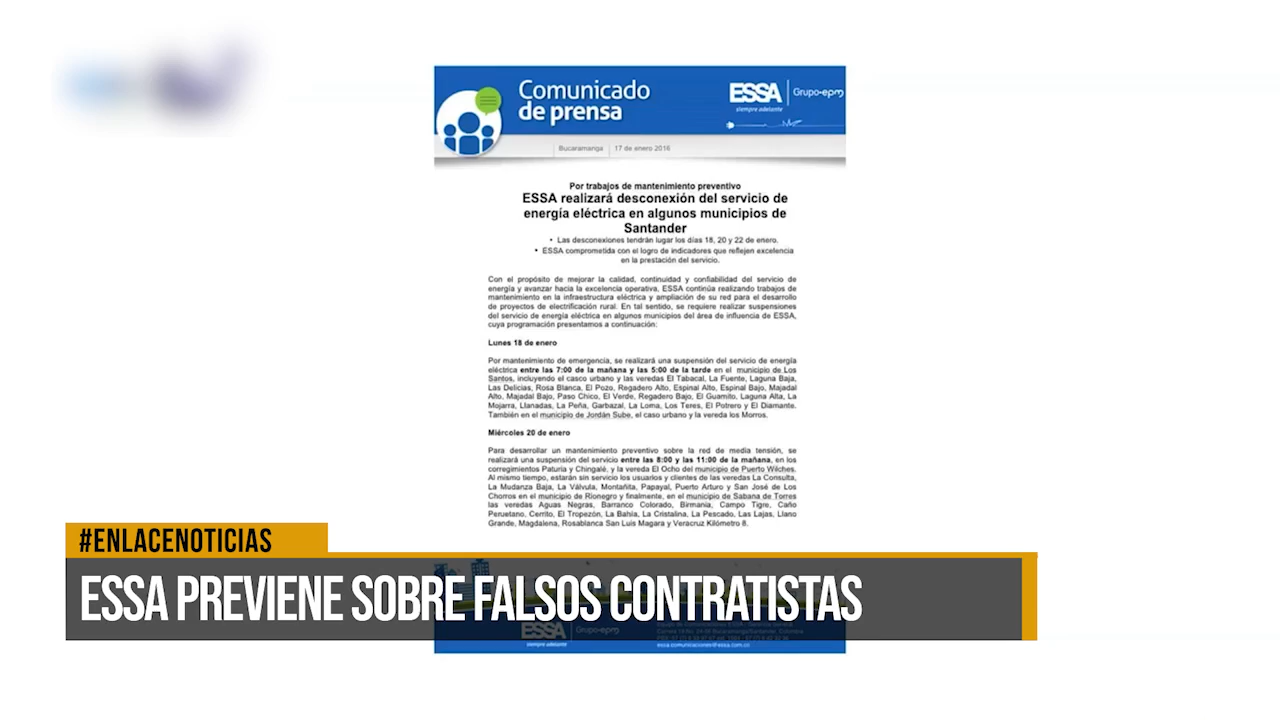 Comunicado
de prensa
ESSA Grupo·epm
siempre adelante
Bucaramanga 17 de enero 2016
Por trabajos de mantenimiento preventivo
ESSA realizará desconexión del servicio de
energía eléctrica en algunos municipios de
Santander
• Las desconexiones tendrán lugar los días 18, 20 y 22 de enero.
• ESSA comprometida con el logro de indicadores que reflejen excelencia
en la prestación del servicio.
Con el propósito de mejorar la calidad, continuidad y confiabilidad del servicio de
energía y avanzar hacia la excelencia operativa, ESSA continúa realizando trabajos de
mantenimiento en la infraestructura eléctrica y ampliación de su red para el desarrollo
de proyectos de electrificación rural. En tal sentido, se requiere realizar suspensiones
del servicio de energía eléctrica en algunos municipios del área de influencia de ESSA,
cuya programación presentamos a continuación:
Lunes 18 de enero
Por mantenimiento de emergencia, se realizará una suspensión del servicio de energía
eléctrica entre las 7:00 de la mañana y las 5:00 de la tarde en el municipio de Los
Santos, incluyendo el casco urbano y las veredas El Tabacal, La Fuente, Laguna Baja,
Las Delicias, Rosa Blanca, El Pozo, Regadero Alto, Espinal Alto, Espinal Bajo, Majadal
Alto, Majadal Bajo, Paso Chico, El Verde, Regadero Bajo, El Guamito, Laguna Alta, La
Mojarra, Llanadas, La Peña, Garbazal, La Loma, Los Teres, El Potrero y El Diamante.
También en el municipio de Jordán Sube, el caso urbano y la vereda los Morros.
Miércoles 20 de enero
Para desarrollar un mantenimiento preventivo sobre la red de media tensión, se
realizará una suspensión del servicio entre las 8:00 y las 11:00 de la mañana, en los
corregimientos Paturia y Chingalé, y la vereda El Ocho del municipio de Puerto Wilches.
Al mismo tiempo, estarán sin servicio los usuarios y clientes de las veredas La Consulta,
La Mudanza Baja, La Válvula, Montañita, Papayal, Puerto Arturo y San José de Los
Chorros en el municipio de Rionegro y finalmente, en el municipio de Sabana de Torres
las veredas Aguas Negras, Barranco Colorado, Birmania, Campo Tigre, Caño
Peruetano, Cerrito, El Tropezón, La Bahía, La Cristalina, La Pescado, Las Lajas, Llano
Grande, Magdalena, Rosablanca San Luis Magara y Veracruz Kilómetro 8.
#ENLACENOTICIAS
ESSA PREVIENE SOBRE FALSOS CONTRATISTAS
ESSA Grupo·epm
siempre adelante
essa.comunicaciones@essa.com.co